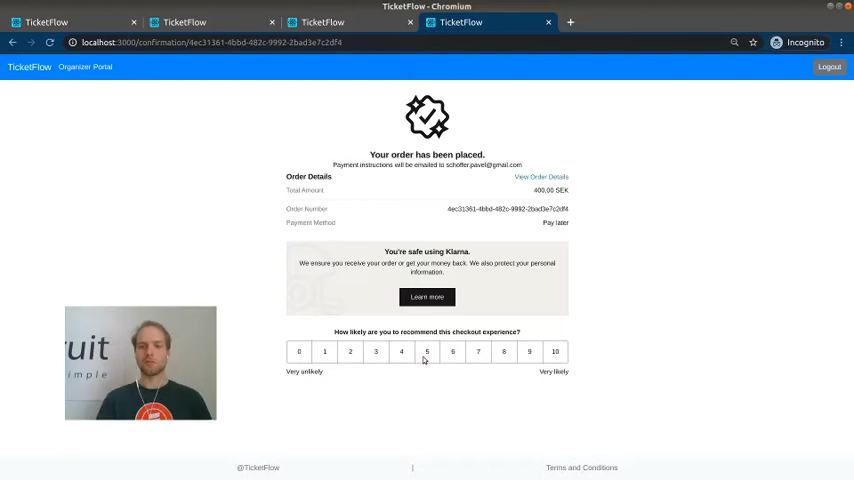 TicketFlow - Chromium
TicketFlow
TicketFlow
TicketFlow
TicketFlow
localhost:3000/confirmation/4ec31361-4bbd-482c-9992-2bad3e7c2df4
Incognito
TicketFlow
Organizer Portal
Logout
Your order has been placed.
Payment instructions will be emailed to schoffer.pavel@gmail.com
Order Details
View Order Details
Total Amount
400,00 SEK
Order Number
4ec31361-4bbd-482c-9992-2bad3e7c2df4
Payment Method
Pay later
You're safe using Klarna.
We ensure you receive your order or get your money back. We also protect your personal
information.
Learn more
How likely are you to recommend this checkout experience?
0 1 2 3 4 5 6 7 8 9 10
Very unlikely
Very likely
ruit
simple
@TicketFlow
|
Terms and Conditions